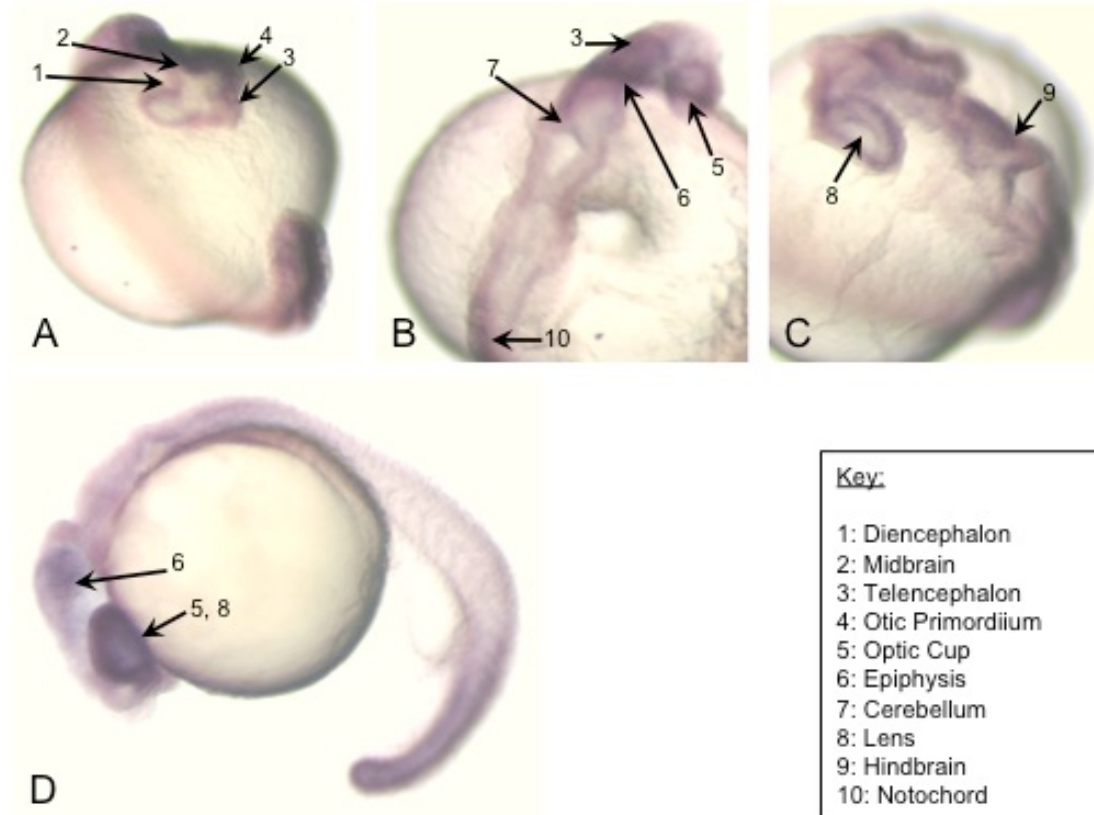 2
4
1
3
A
3
7
5
6
10
B
9
8
C
6
5, 8
D
Key:
1: Diencephalon
2: Midbrain
3: Telencephalon
4: Otic Primordiium
5: Optic Cup
6: Epiphysis
7: Cerebellum
8: Lens
9: Hindbrain
10: Notochord